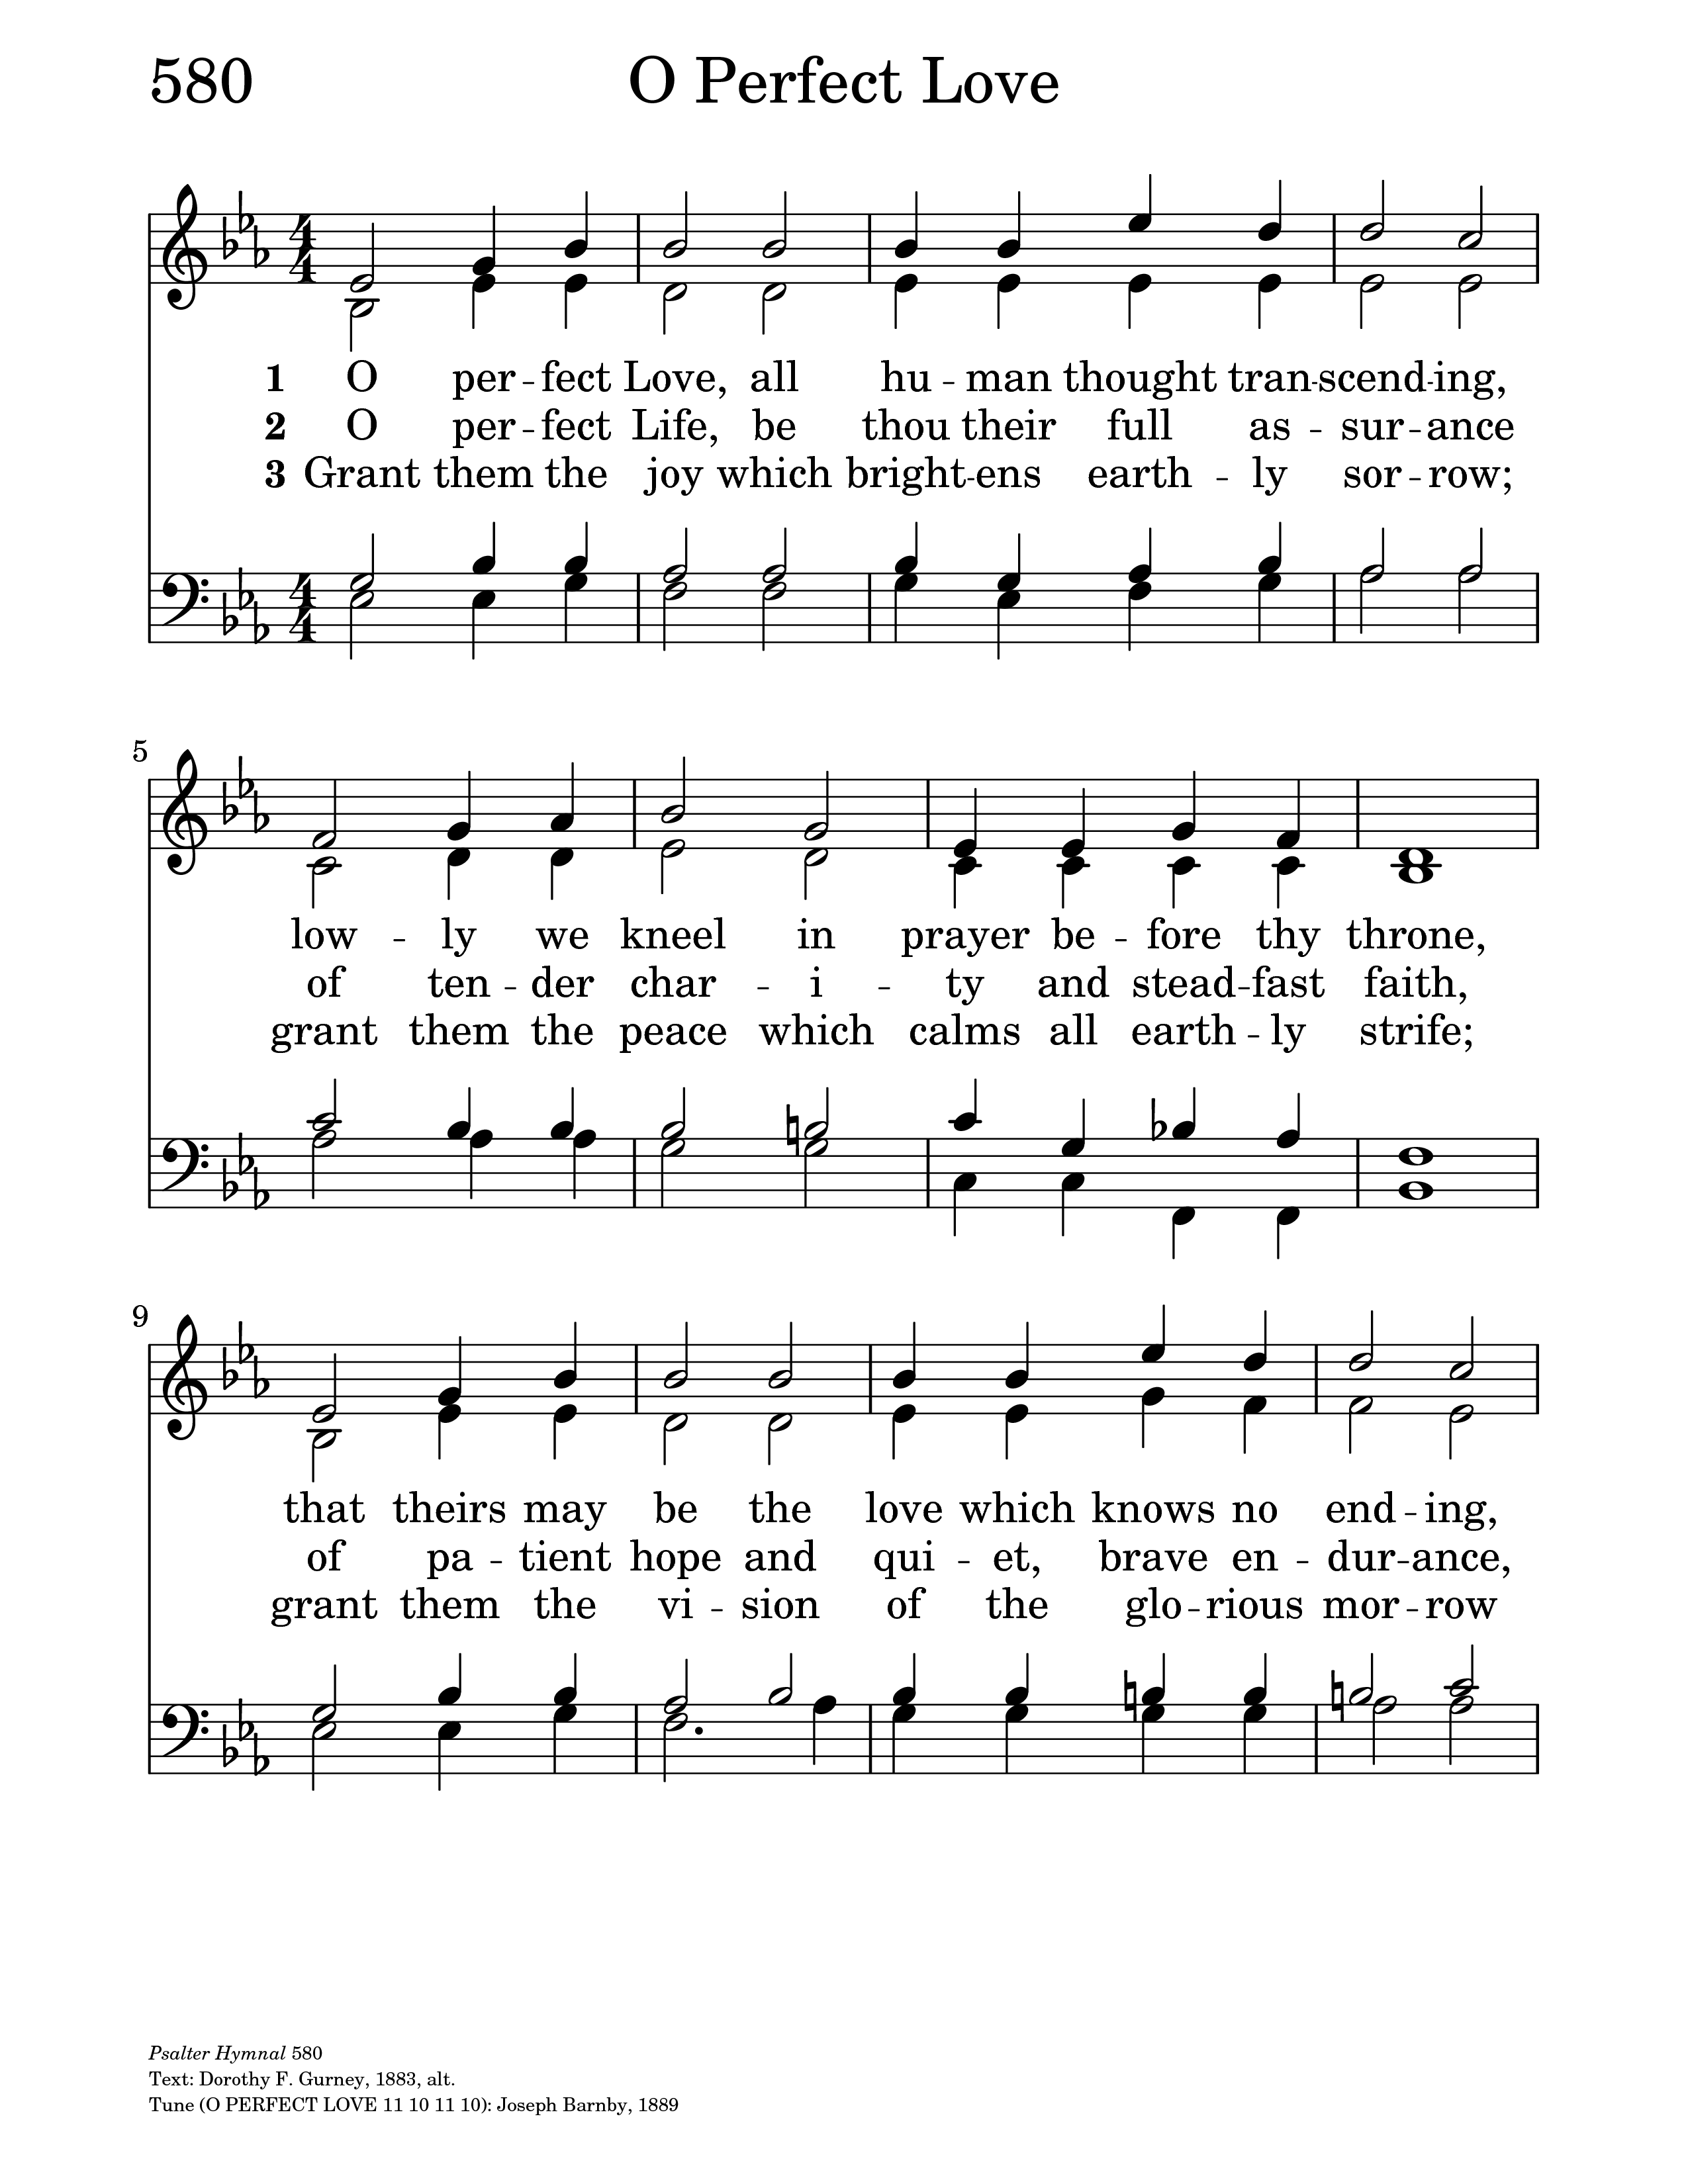 580 O Perfect Love
1 O per - fect Love, all hu - man thought tran - scend - ing,
2 O per - fect Life, be thou their full as - sur - ance
3 Grant them the joy which bright - ens earth - ly sor - row;
5
low - ly we kneel in prayer be - fore thy throne,
of ten - der char - i - ty and stead - fast faith,
grant them the peace which calms all earth - ly strife;
9
that theirs may be the love which knows no end - ing,
of pa - tient hope and qui - et, brave en - dur - ance,
grant them the vi - sion of the glo - rious mor - row
Psalter Hymnal 580
Text: Dorothy F. Gurney, 1883, alt.
Tune (O PERFECT LOVE 11 10 11 10): Joseph Barnby, 1889